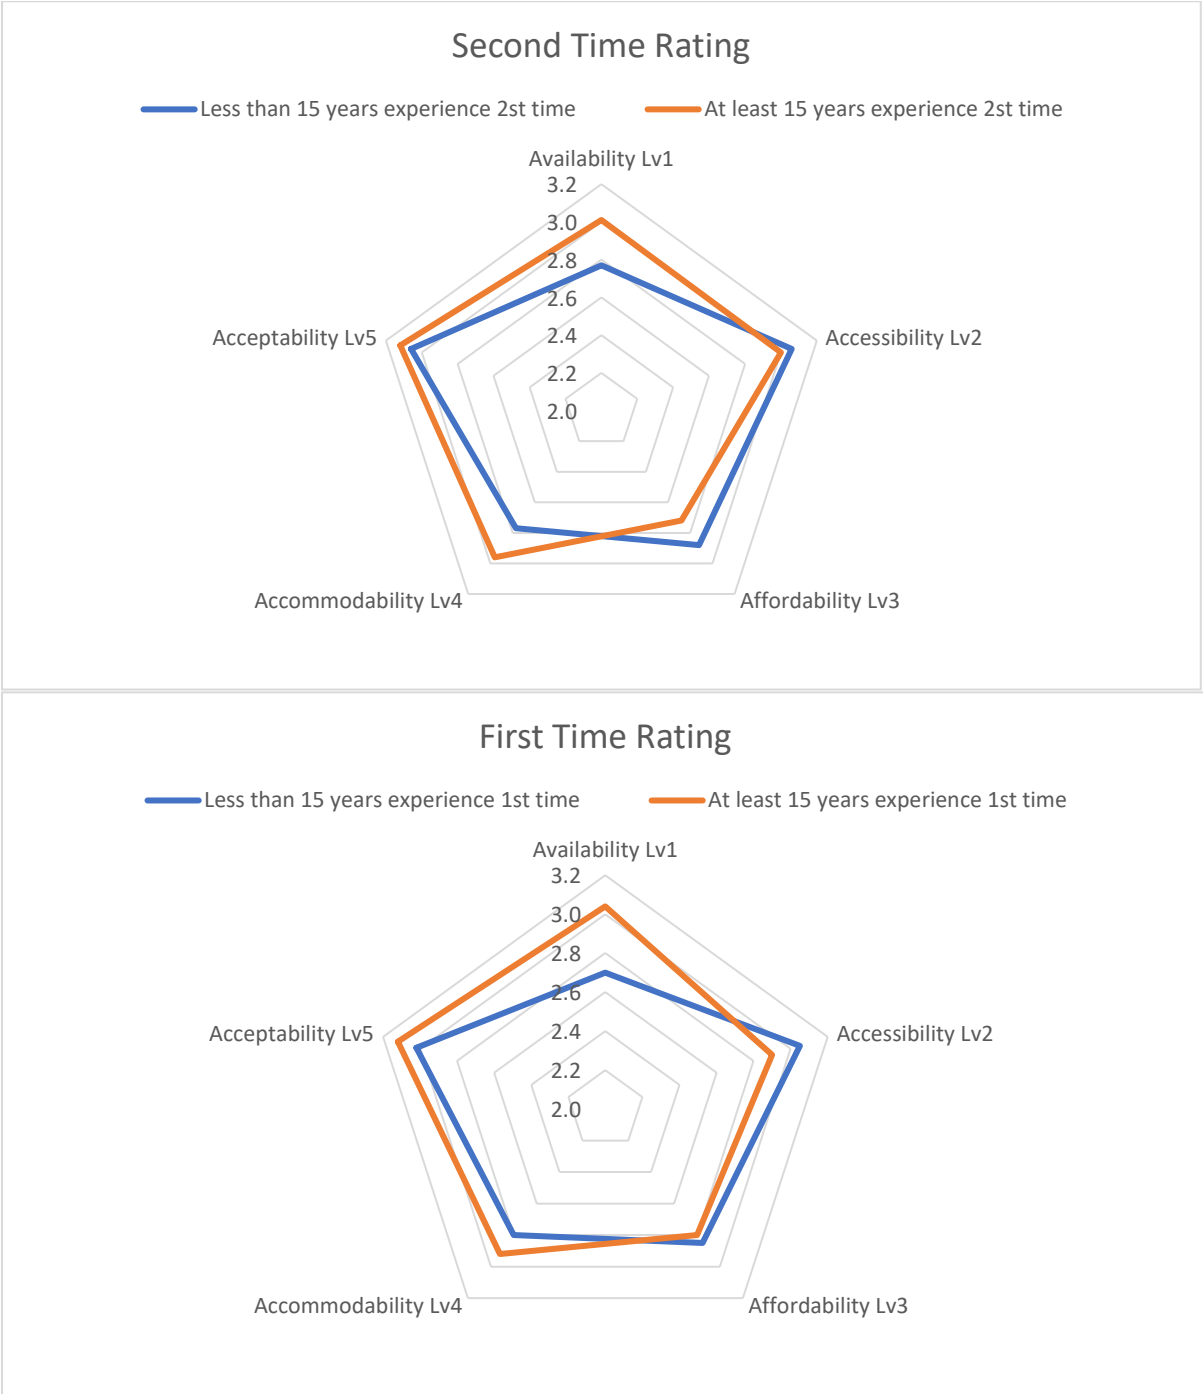 Second Time Rating
Less than 15 years experience 2st time
At least 15 years experience 2st time
Availability Lv1
3.2
3.0
2.8
2.6
2.4
2.2
2.0
Accessibility Lv2
Affordability Lv3
Accommodability Lv4
Acceptability Lv5
First Time Rating
Less than 15 years experience 1st time
At least 15 years experience 1st time
Availability Lv1
3.2
3.0
2.8
2.6
2.4
2.2
2.0
Accessibility Lv2
Affordability Lv3
Accommodability Lv4
Acceptability Lv5